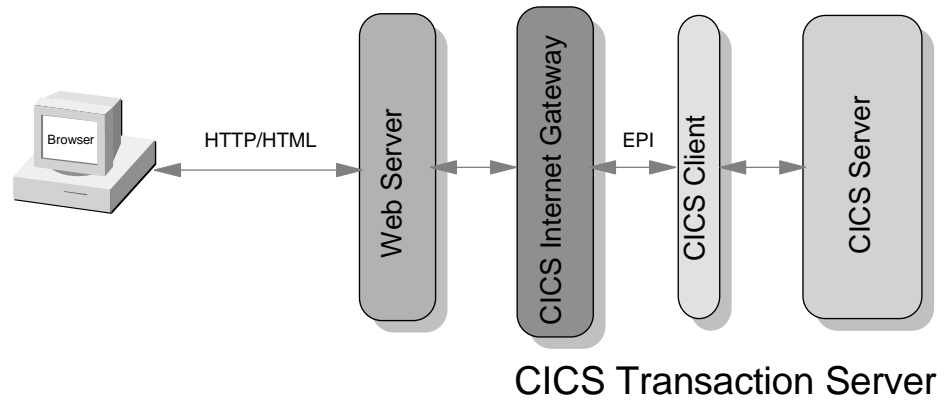 Browser
HTTP/HTML
Web Server
CICS Internet Gateway
EPI
CICS Client
CICS Server
CICS Transaction Server